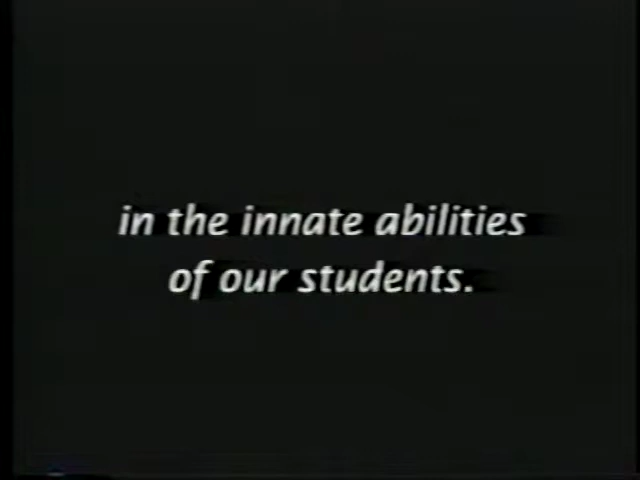 in the innate abilities
of our students.